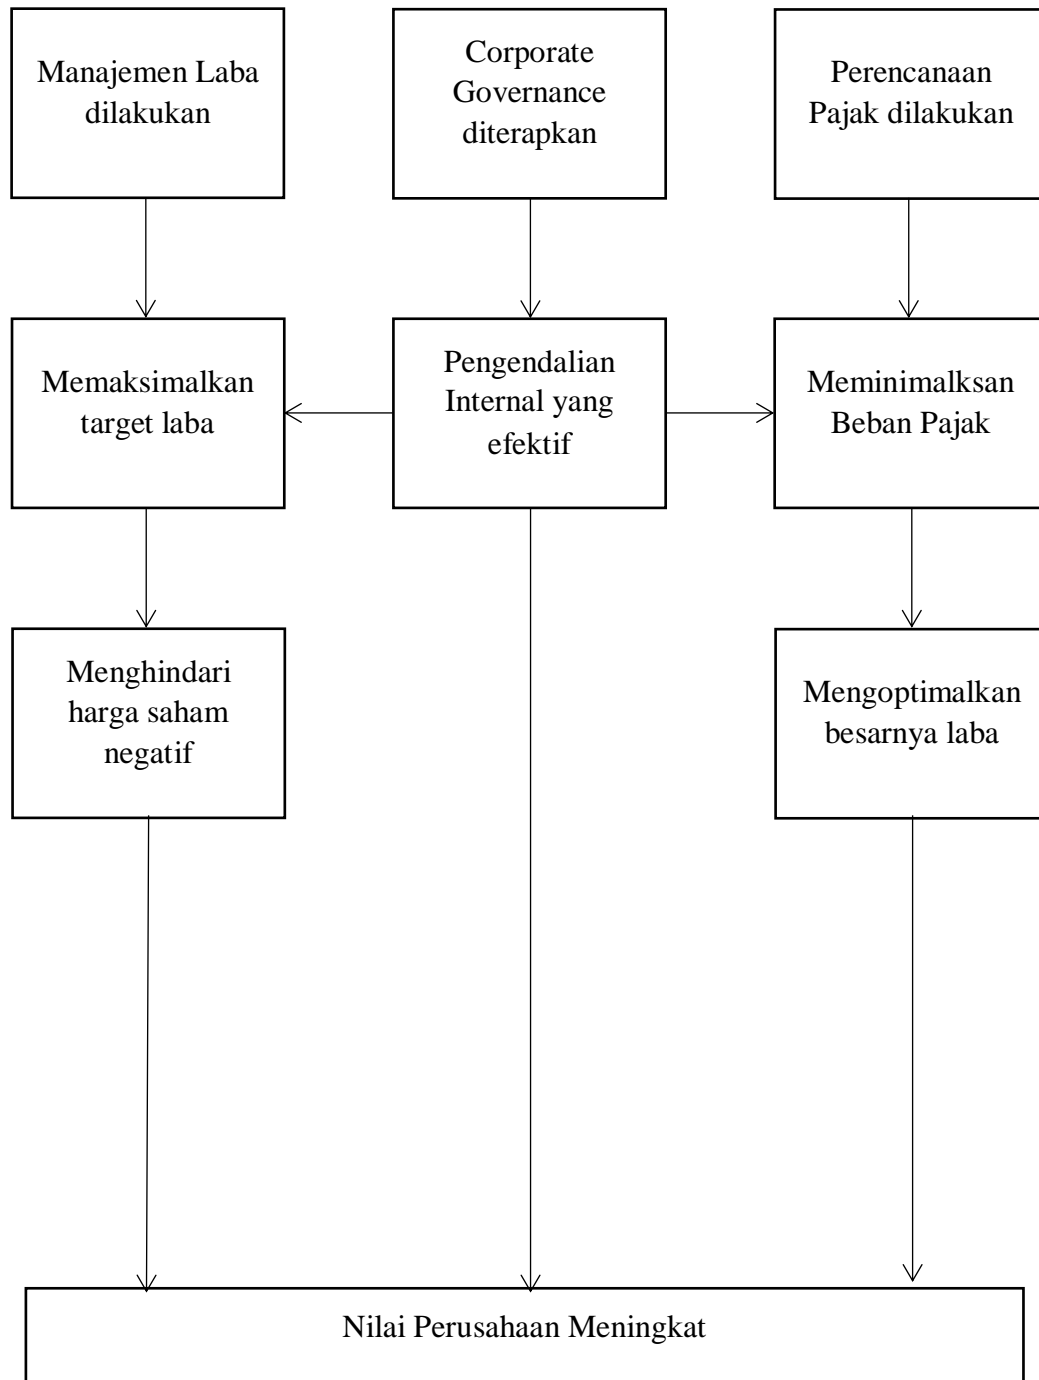 Manajemen Laba
dilakukan
Corporate
Governance
diterapkan
Perencanaan
Pajak dilakukan
Memaksimalkan
target laba
Pengendalian
Internal yang
efektif
Meminimalksan
Beban Pajak
Menghindari
harga saham
negatif
Mengoptimalkan
besarnya laba
Nilai Perusahaan Meningkat